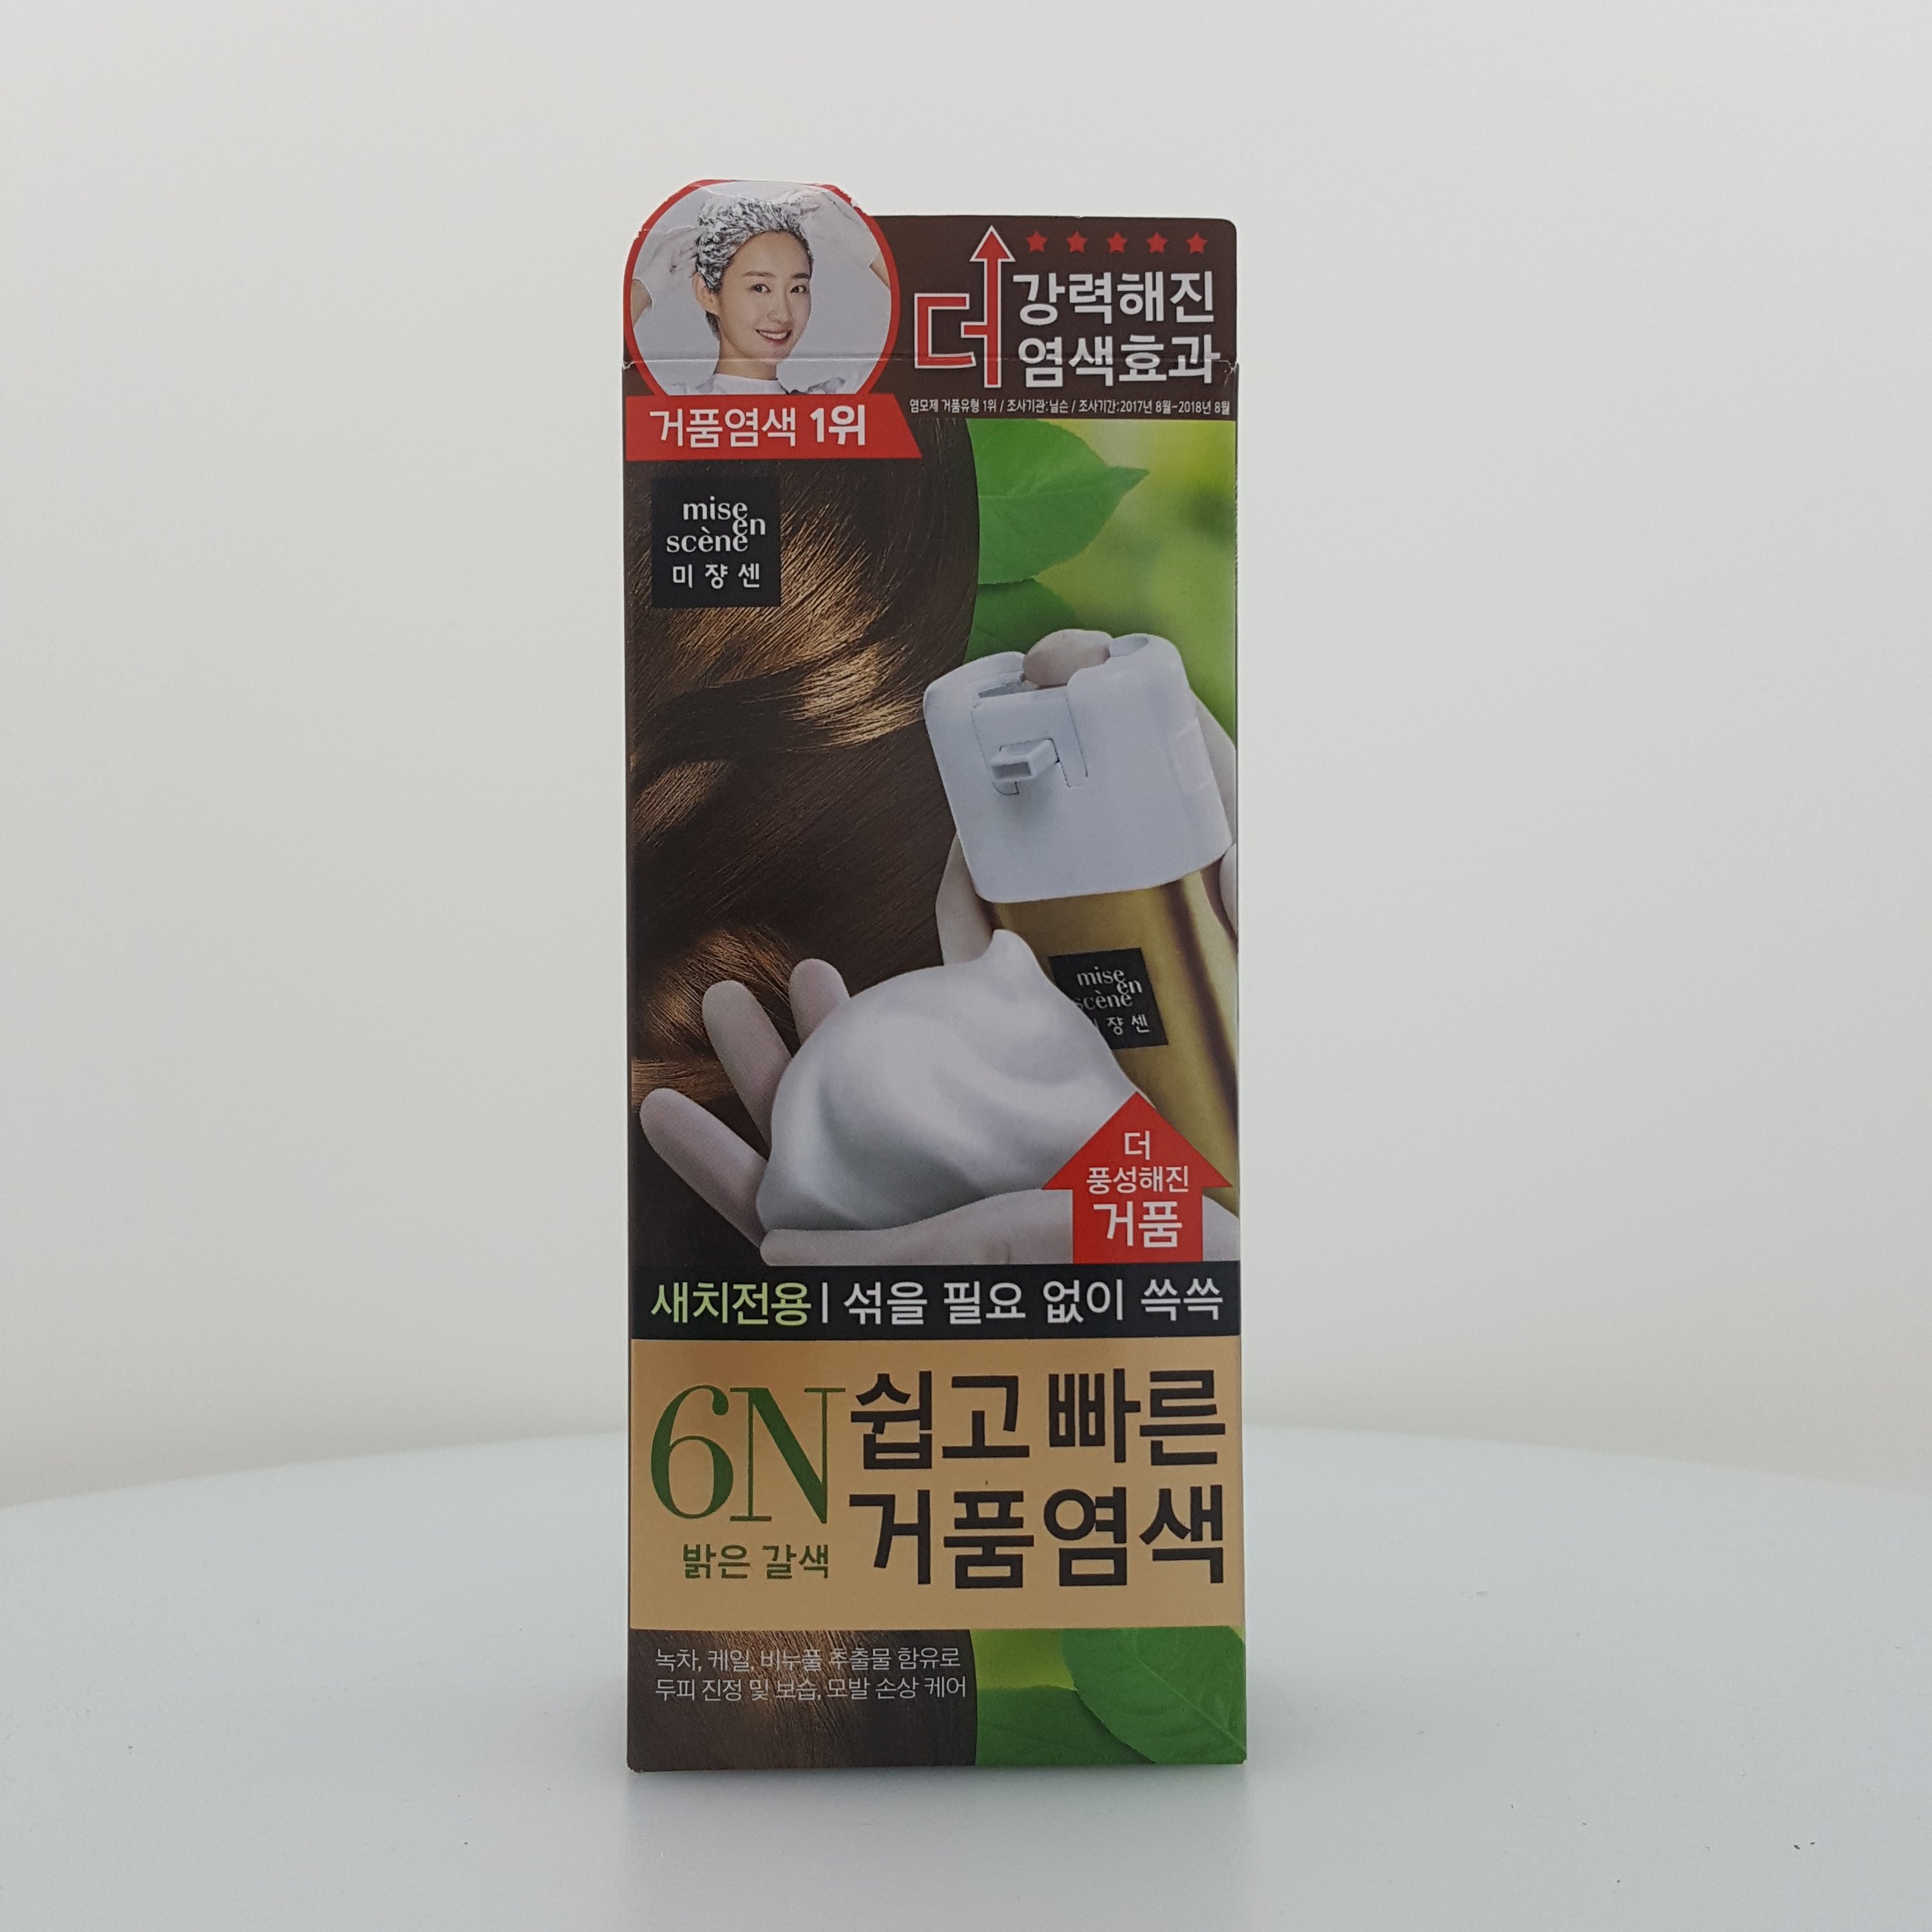 더 강력해진
염색효과
염모제 거품유형 1위 / 조사기관:닐슨 / 조사기간:2017년 8월~2018년 8월
거품염색 1위
mise
en
scène
미쟝센
mise
en
scène
쟝센
더
풍성해진
거품
새치전용 | 섞을 필요 없이 쓱쓱
6N
밝은 갈색
쉽고 빠른
거품염색
녹차, 케일, 비누풀 추출물 함유로
두피 진정 및 보습, 모발 손상 케어